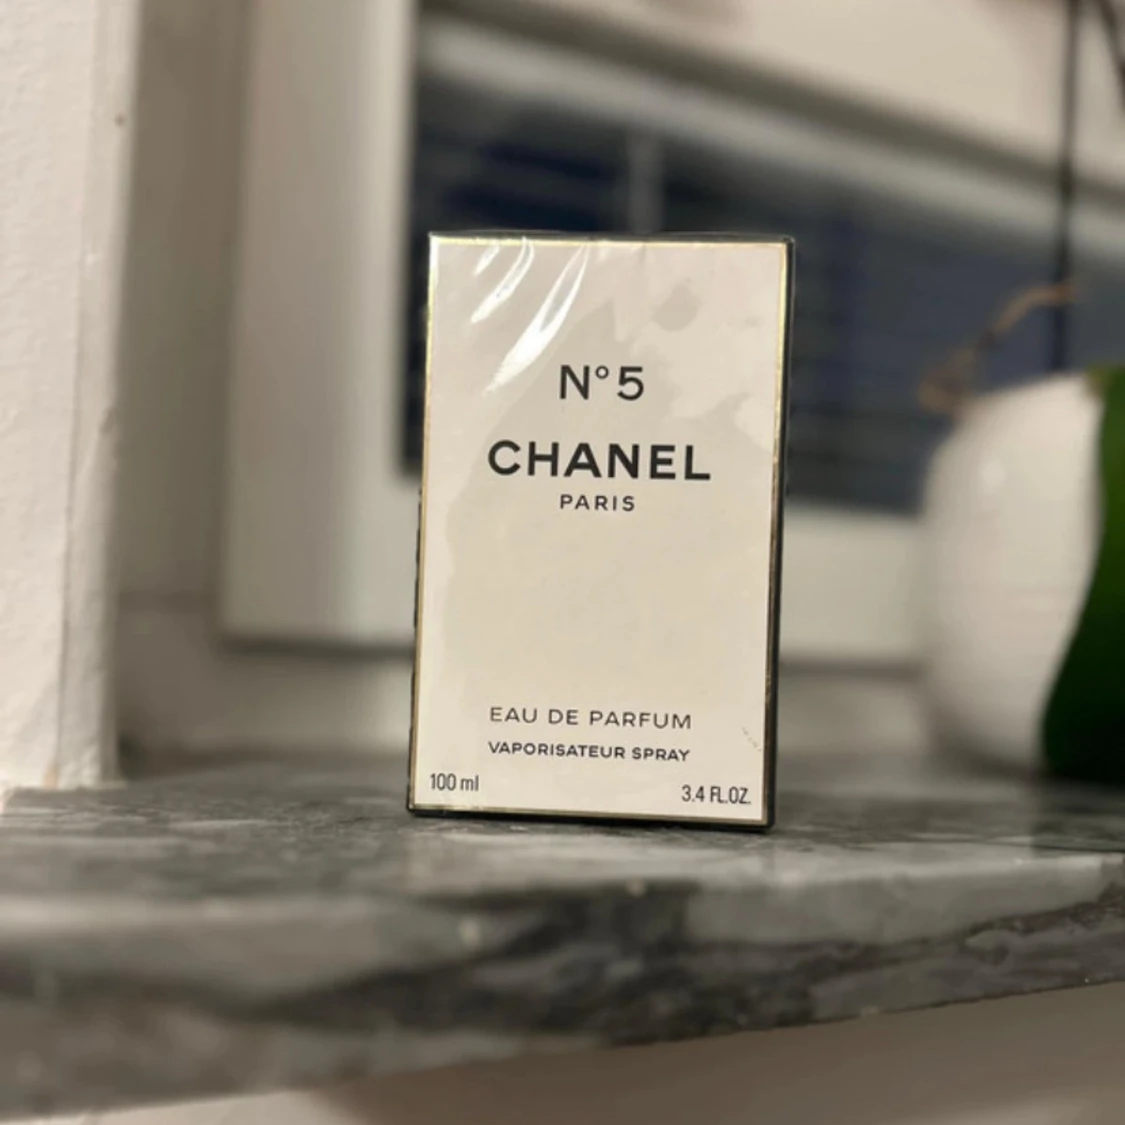 N°5
CHANEL
PARIS
EAU DE PARFUM
VAPORISATEUR SPRAY
100 ml
3.4 FL.OZ.